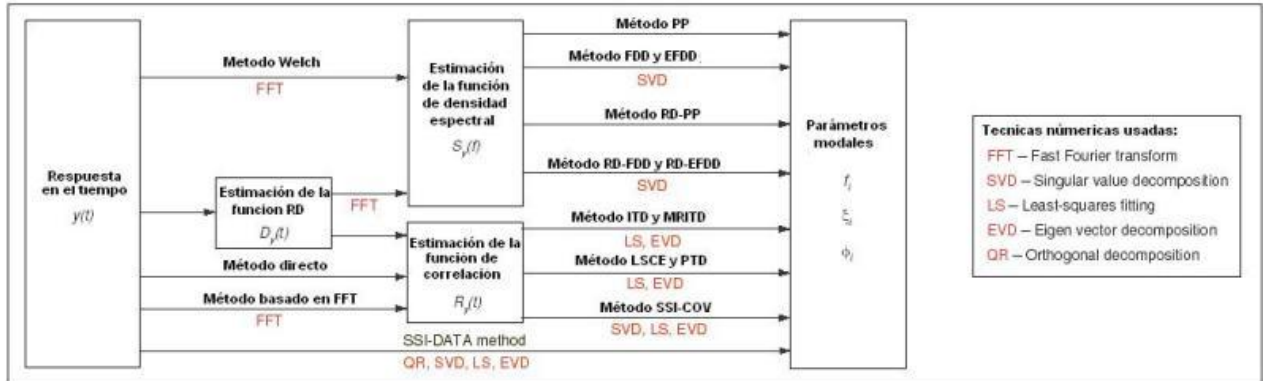 Respuesta
en el tiempo
y(t)
Metodo Welch
FFT
Estimación de la
funcion RD
D_y(t)
FFT
Método directo
Método basado en FFT
FFT
SSI-DATA method
QR, SVD, LS, EVD
Estimación
de la función
de densidad
espectral
S_y(f)
Estimación de la
función de
correlación
R_y(t)
Método PP
Método FDD y EFDD
SVD
Método RD-PP
Método RD-FDD y RD-EFDD
SVD
Método ITD y MRITD
LS, EVD
Método LSCE y PTD
LS, EVD
Método SSI-COV
SVD, LS, EVD
Parámetros
modales
f_i
ξ_i
ϕ_i
Tecnicas númericas usadas:
FFT – Fast Fourier transform
SVD – Singular value decomposition
LS – Least-squares fitting
EVD – Eigen vector decomposition
QR – Orthogonal decomposition